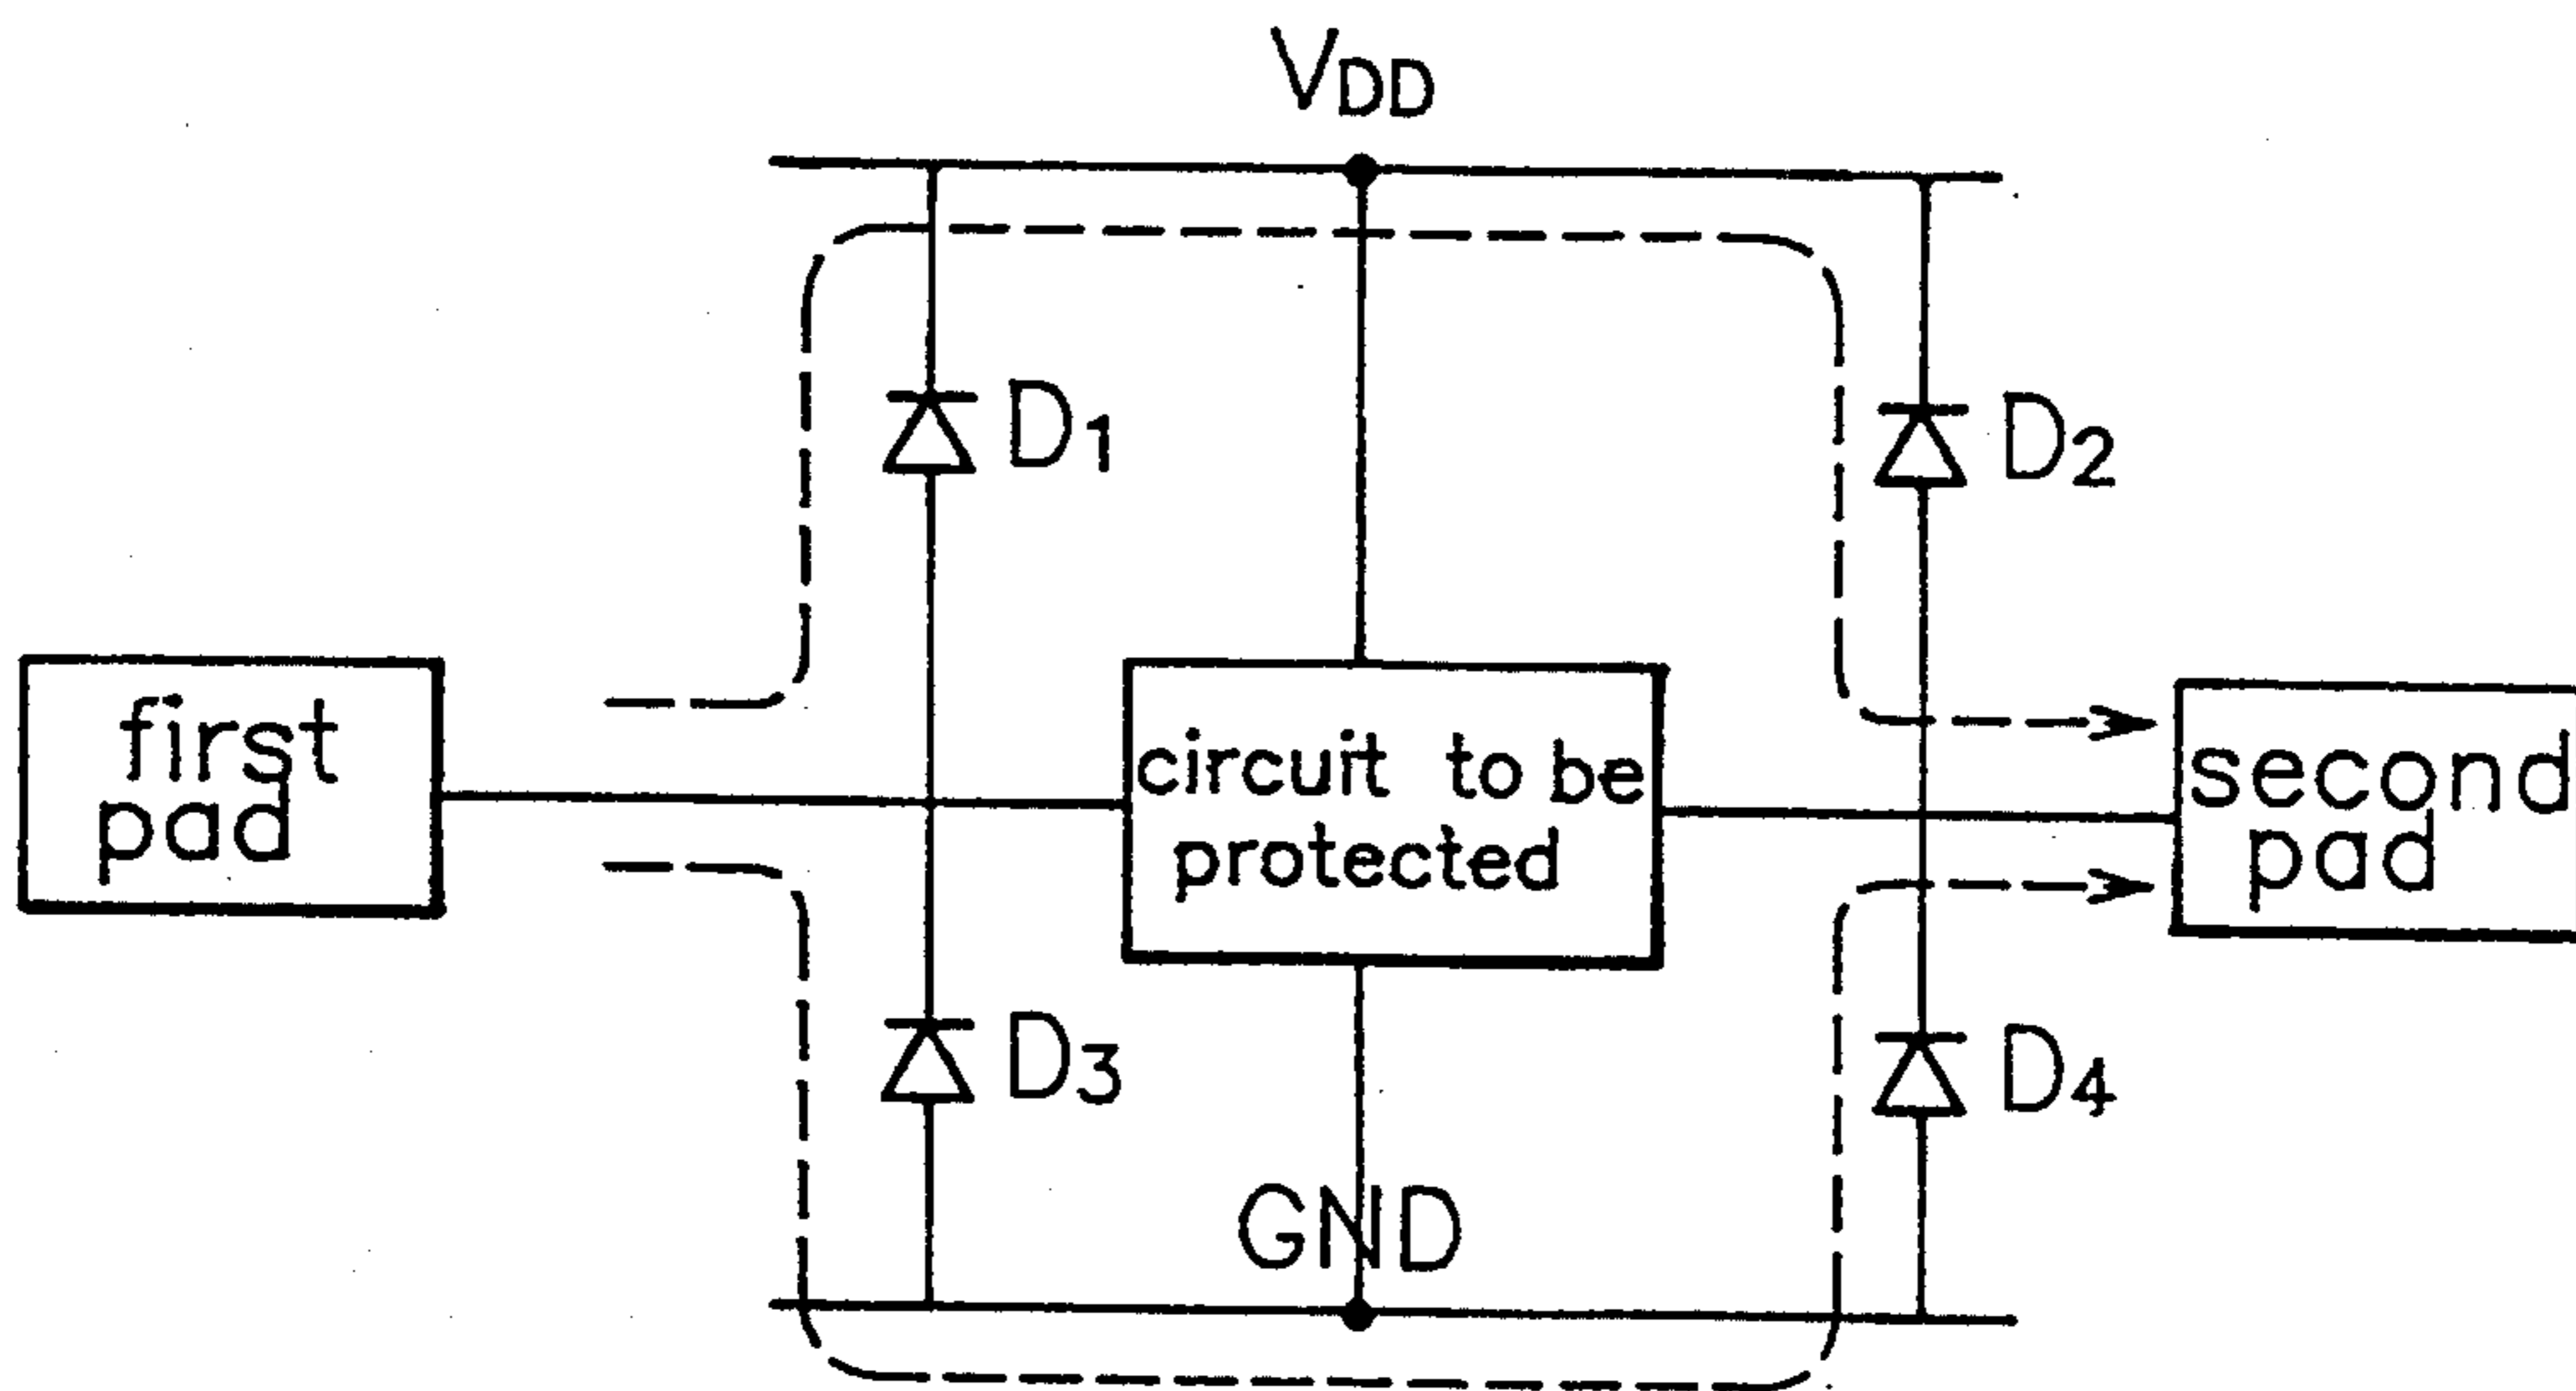 VDD
D1
D2
first
pad
circuit to be
protected
second
pad
D3
D4
GND